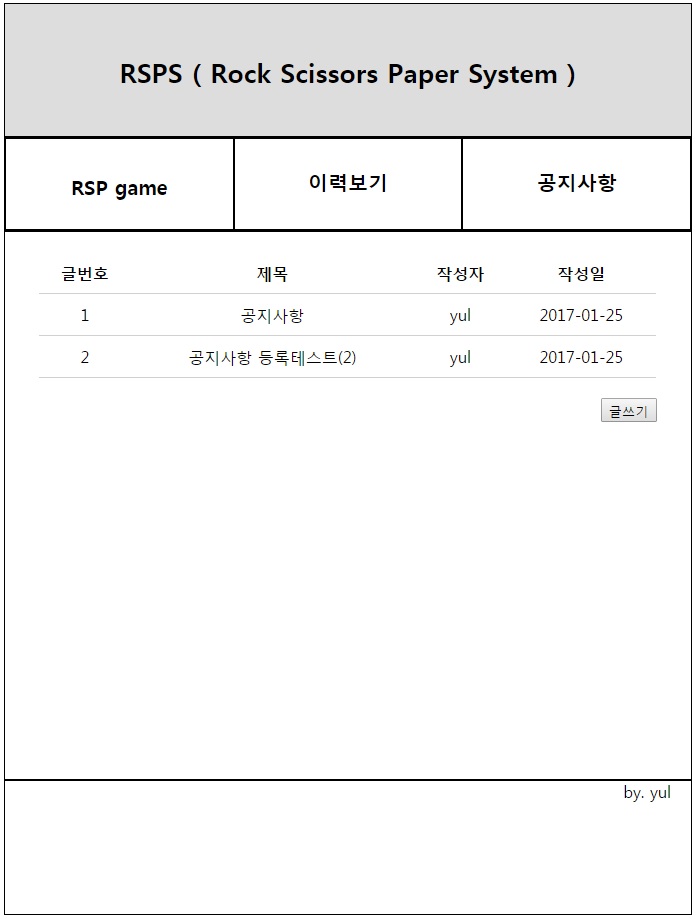 RSPS ( Rock Scissors Paper System )
RSP game 이력보기 공지사항
글번호 제목 작성자 작성일
1 공지사항 yul 2017-01-25
2 공지사항 등록테스트(2) yul 2017-01-25
글쓰기
by. yul